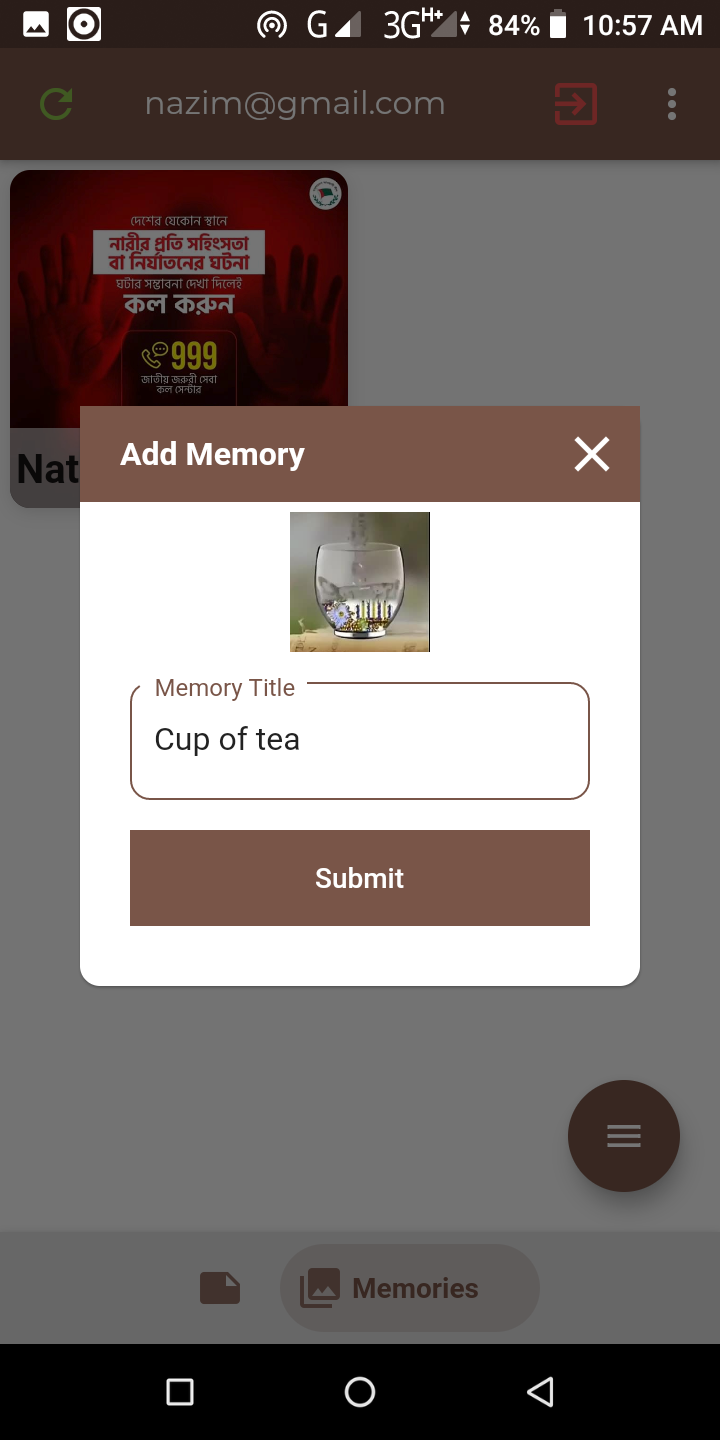 G 3G H+ 84% 10:57 AM
nazim@gmail.com
দেশের যেকোন স্থানে
নারীর প্রতি সহিংসতা
বা নির্যাতনের ঘটনা
ঘটার সম্ভাবনা দেখা দিলেই
কল করুন
999
জাতীয় জরুরী সেবা
কল সেন্টার
Nat
Add Memory
Memory Title
Cup of tea
Submit
Memories